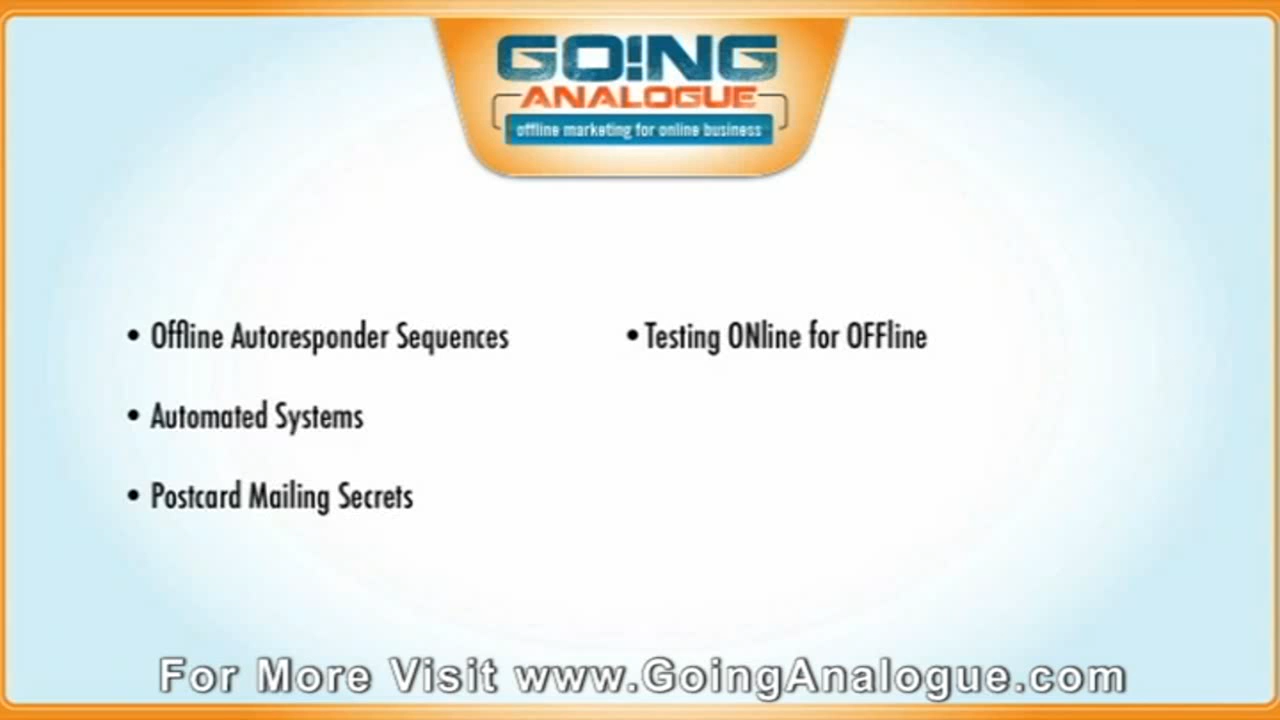 GO!NG
ANALOGUE
offline marketing for online business
• Offline Autoresponder Sequences
• Automated Systems
• Postcard Mailing Secrets
• Testing ONline for OFFline
For More Visit www.GoingAnalogue.com